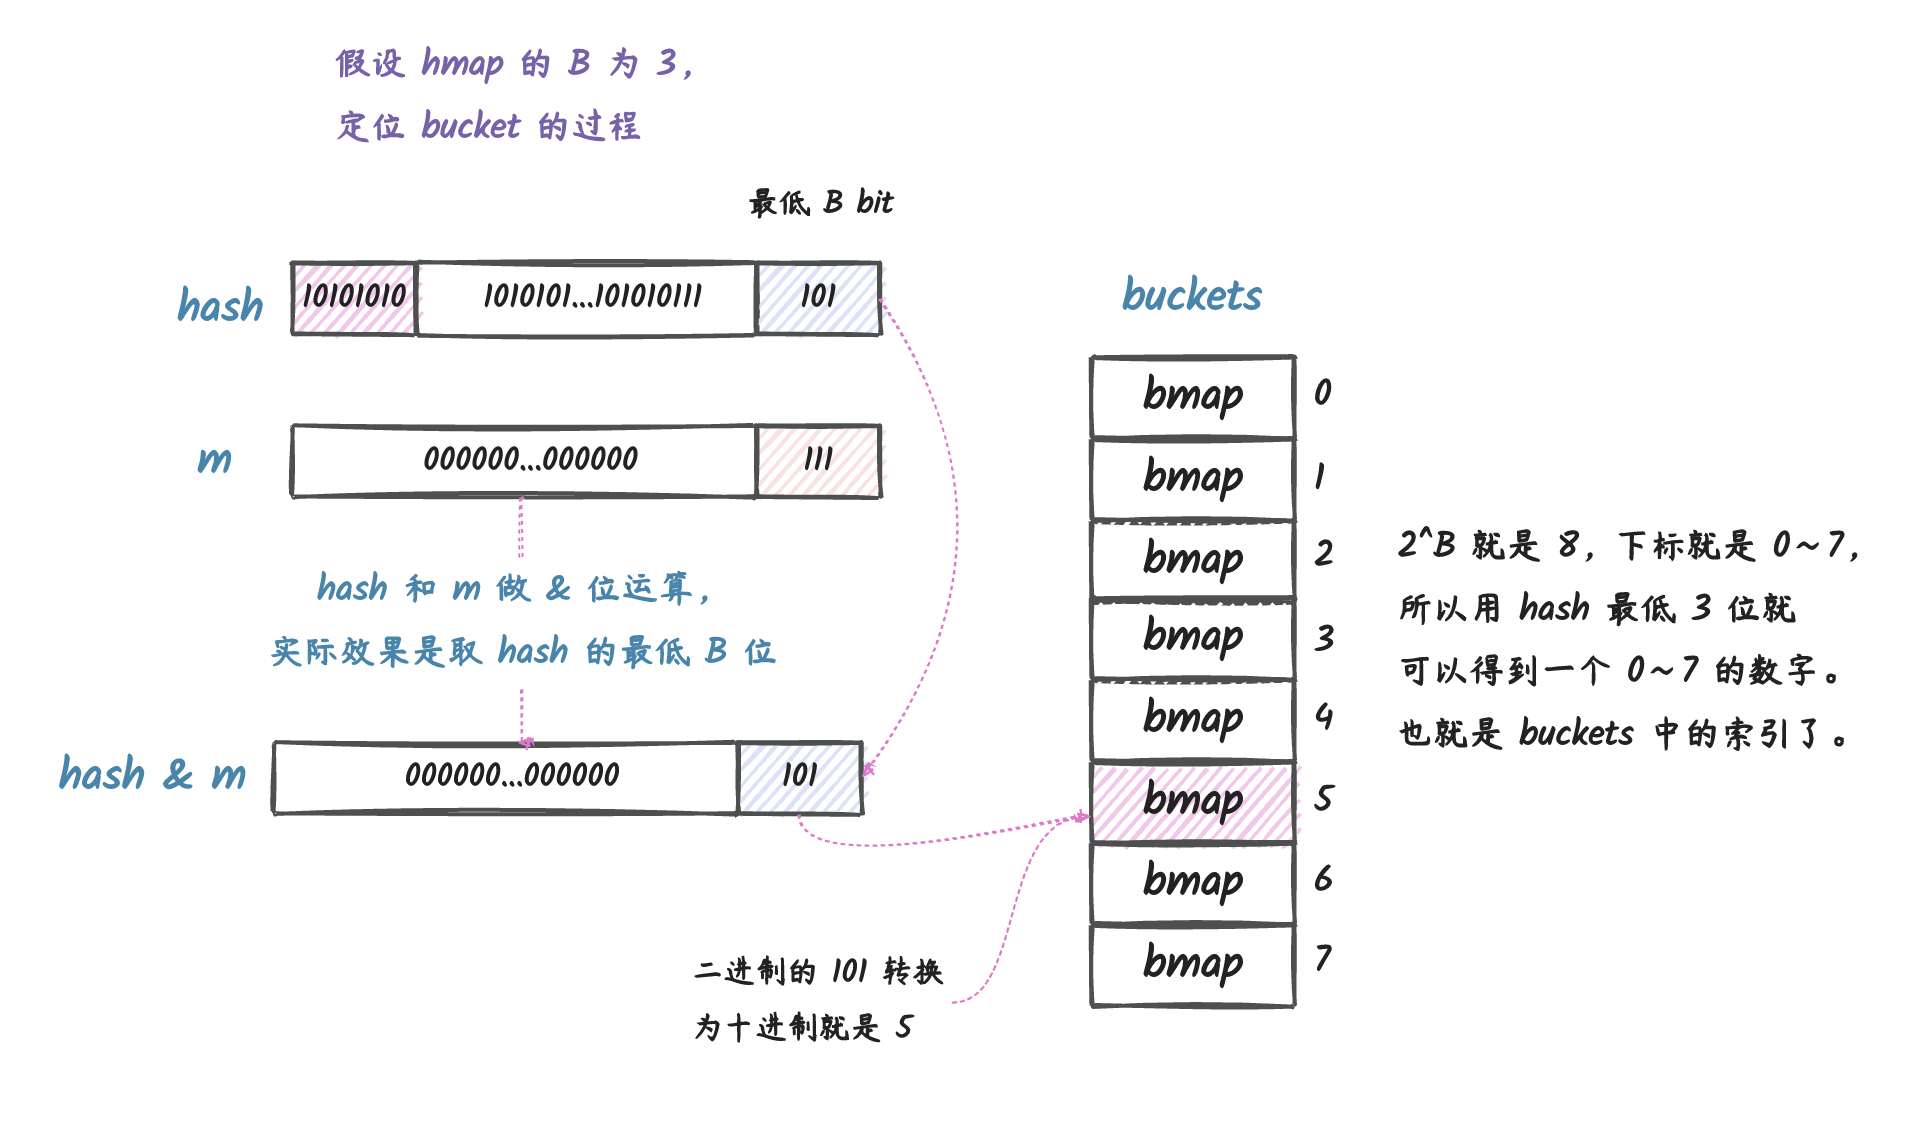 假设 hmap 的 B 为 3，
定位 bucket 的过程
最低 B bit
hash
10101010
1010101...101010111
101
m
000000...000000
111
hash 和 m 做 & 位运算，
实际效果是取 hash 的最低 B 位
hash & m
000000...000000
101
二进制的 101 转换
为十进制就是 5
buckets
bmap 0
bmap 1
bmap 2
bmap 3
bmap 4
bmap 5
bmap 6
bmap 7
2^B 就是 8，下标就是 0~7，
所以用 hash 最低 3 位就
可以得到一个 0~7 的数字。
也就是 buckets 中的索引了。